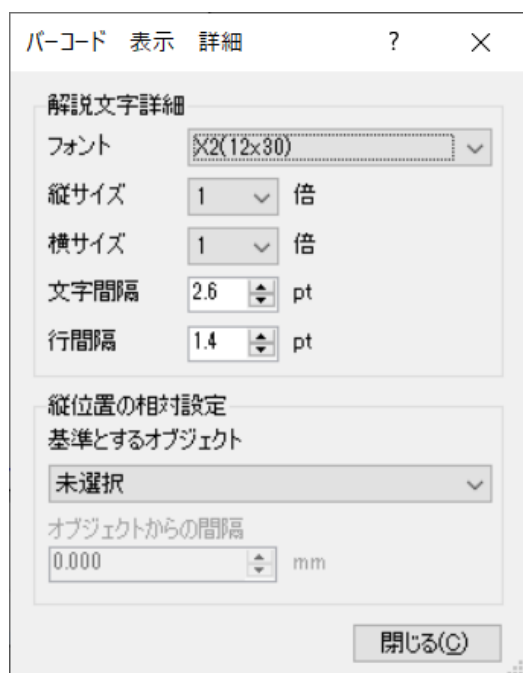 バーコード 表示 詳細 ?
解説文字詳細
フォント X2(12x30)
縦サイズ 1 倍
横サイズ 1 倍
文字間隔 2.6 pt
行間隔 1.4 pt
縦位置の相対設定
基準とするオブジェクト
未選択
オブジェクトからの間隔
0.000 mm
閉じる(C)